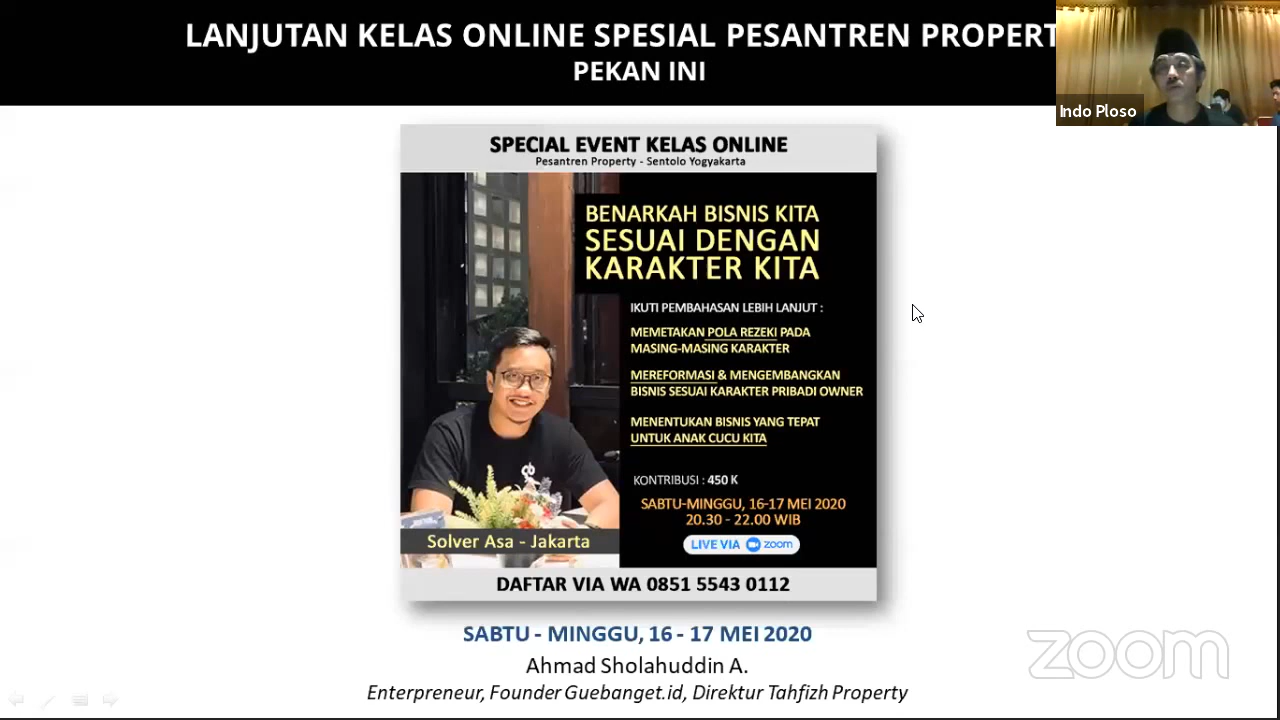 LANJUTAN KELAS ONLINE SPESIAL PESANTREN PROPERT
PEKAN INI
Indo Ploso
SPECIAL EVENT KELAS ONLINE
Pesantren Property - Sentolo Yogyakarta
BENARKAH BISNIS KITA
SESUAI DENGAN
KARAKTER KITA
IKUTI PEMBAHASAN LEBIH LANJUT :
MEMETAKAN POLA REZEKI PADA
MASING-MASING KARAKTER
MEREFORMASI & MENGEMBANGKAN
BISNIS SESUAI KARAKTER PRIBADI OWNER
MENENTUKAN BISNIS YANG TEPAT
UNTUK ANAK CUCU KITA
KONTRIBUSI : 450 K
SABTU-MINGGU, 16-17 MEI 2020
20.30 - 22.00 WIB
LIVE VIA zoom
Solver Asa - Jakarta
DAFTAR VIA WA 0851 5543 0112
SABTU - MINGGU, 16 - 17 MEI 2020
Ahmad Sholahuddin A.
Enterpreneur, Founder Guebanget.id, Direktur Tahfizh Property
zoom